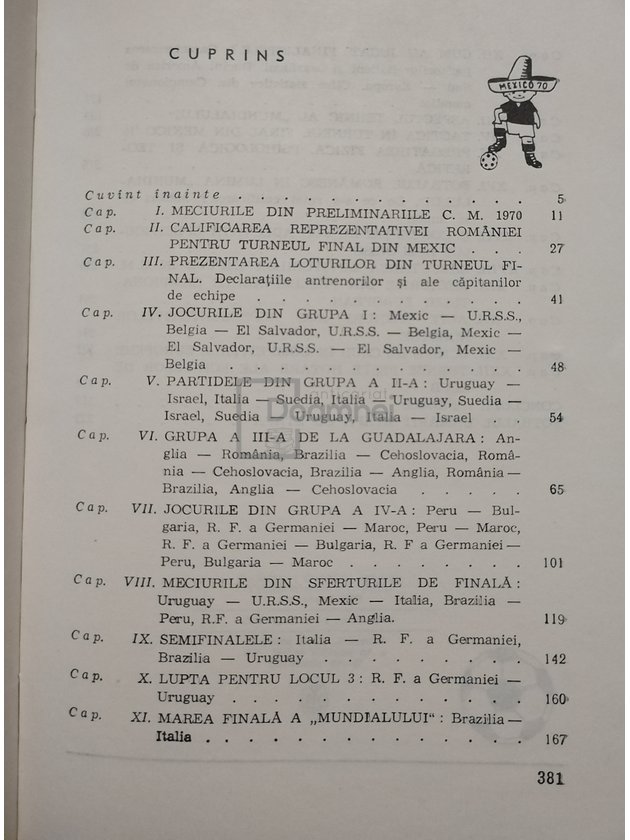 CUPRINS
MEXICO 70
Cuvînt înainte . . . . . . . . . . . . . 5
Cap. I. MECIURILE DIN PRELIMINARIILE C. M. 1970 11
Cap. II. CALIFICAREA REPREZENTATIVEI ROMÂNIEI
PENTRU TURNEUL FINAL DIN MEXIC . . . 27
Cap. III. PREZENTAREA LOTURILOR DIN TURNEUL FI-
NAL. Declarațiile antrenorilor și ale căpitanilor
de echipe . . . . . . . . . . . . 41
Cap. IV. JOCURILE DIN GRUPA I : Mexic — U.R.S.S.,
Belgia — El Salvador, U.R.S.S. — Belgia, Mexic —
El Salvador, U.R.S.S. — El Salvador, Mexic —
Belgia . . . . . . . . . . . . . . 48
Cap. V. PARTIDELE DIN GRUPA A II-A : Uruguay —
Israel, Italia — Suedia, Italia — Uruguay, Suedia —
Israel, Suedia — Uruguay, Italia — Israel . . 54
Cap. VI. GRUPA A III-A DE LA GUADALAJARA : An-
glia — România, Brazilia — Cehoslovacia, Româ-
nia — Cehoslovacia, Brazilia — Anglia, România —
Brazilia, Anglia — Cehoslovacia . . . . . 65
Cap. VII. JOCURILE DIN GRUPA A IV-A : Peru — Bul-
garia, R. F. a Germaniei — Maroc, Peru — Maroc,
R. F. a Germaniei — Bulgaria, R. F a Germaniei —
Peru, Bulgaria — Maroc . . . . . . . . 101
Cap. VIII. MECIURILE DIN SFERTURILE DE FINALĂ :
Uruguay — U.R.S.S., Mexic — Italia, Brazilia —
Peru, R.F. a Germaniei — Anglia. 119
Cap. IX. SEMIFINALELE : Italia — R. F. a Germaniei,
Brazilia — Uruguay . . . . . . . . . 142
Cap. X. LUPTA PENTRU LOCUL 3 : R. F. a Germaniei —
Uruguay . . . . . . . . . . . . . 160
Cap. XI. MAREA FINALĂ A „MUNDIALULUI“ : Brazilia —
Italia . . . . . . . . . . . . . . 167
381
anticariat
Doamnei